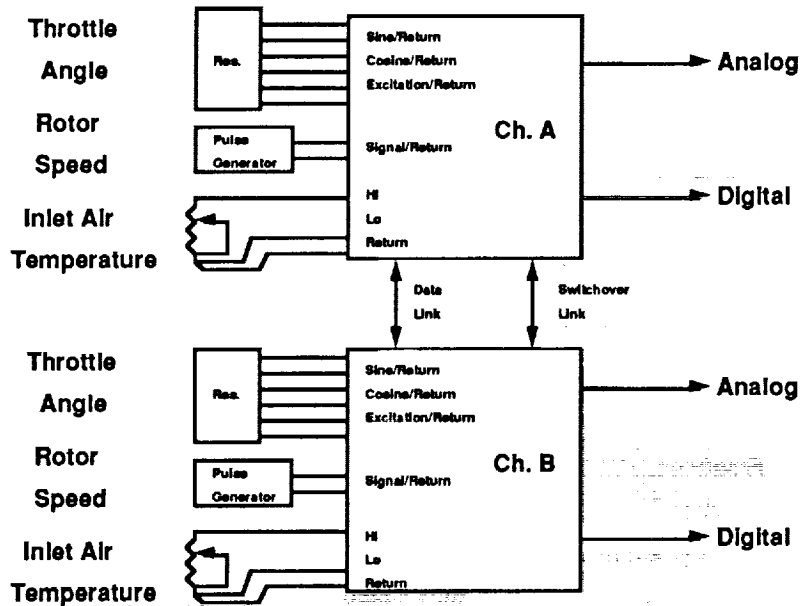 Throttle
Angle
Res.
Sine/Return
Cosine/Return
Excitation/Return
Ch. A
Analog
Rotor
Speed
Pulse
Generator
Signal/Return
Inlet Air
Temperature
Hi
Lo
Return
Digital
Data
Link
Switchover
Link
Throttle
Angle
Res.
Sine/Return
Cosine/Return
Excitation/Return
Ch. B
Analog
Rotor
Speed
Pulse
Generator
Signal/Return
Inlet Air
Temperature
Hi
Lo
Return
Digital